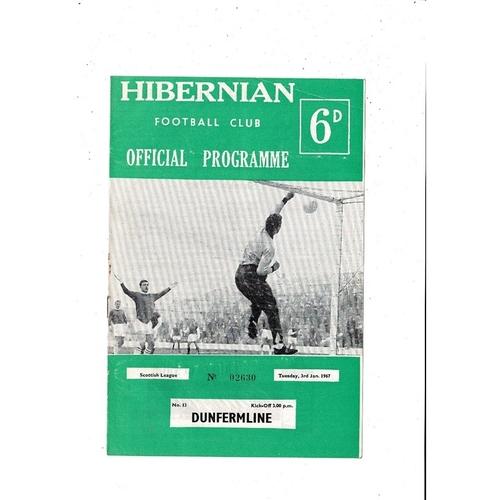 HIBERNIAN
FOOTBALL CLUB
6D
OFFICIAL PROGRAMME
Scottish League
No 02630
Tuesday, 3rd Jan. 1967
No. 13
Kick-Off 3.00 p.m.
DUNFERMLINE